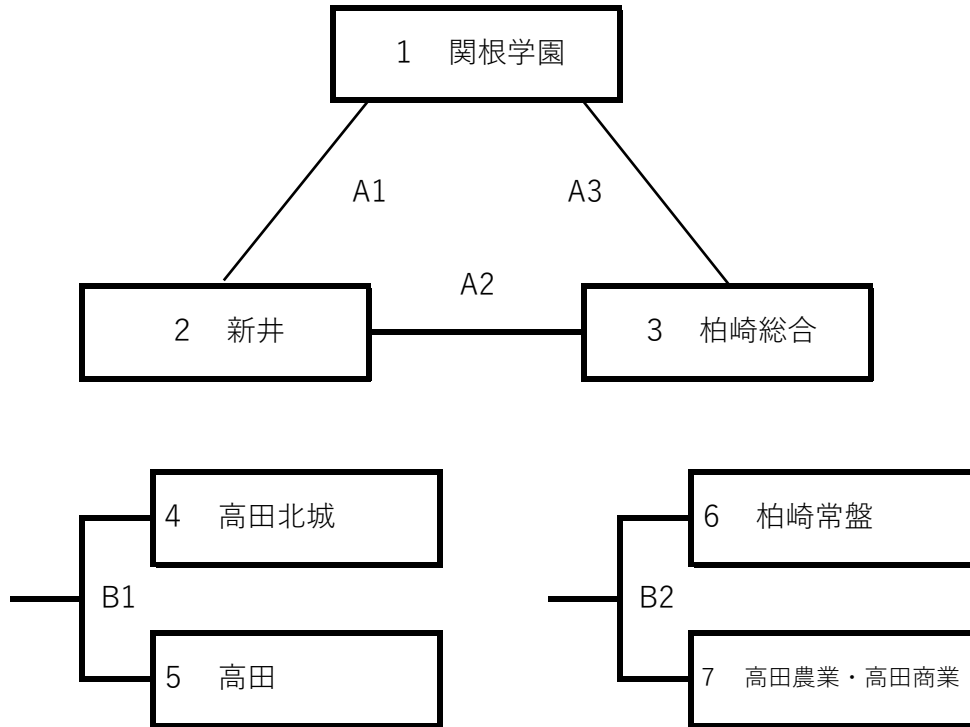 1 関根学園
A1
A3
A2
2 新井
3 柏崎総合
4 高田北城
6 柏崎常盤
B1
B2
5 高田
7 高田農業・高田商業